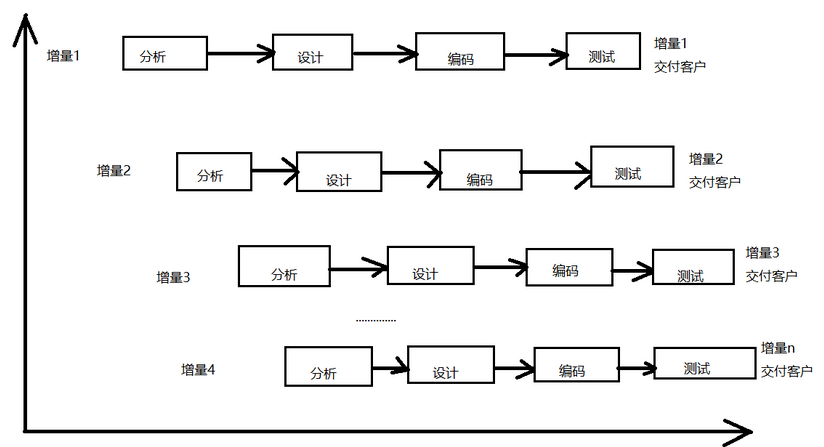 增量1
分析
设计
编码
测试
增量1
交付客户
增量2
分析
设计
编码
测试
增量2
交付客户
增量3
分析
设计
编码
测试
增量3
交付客户
..............
增量4
分析
设计
编码
测试
增量n
交付客户